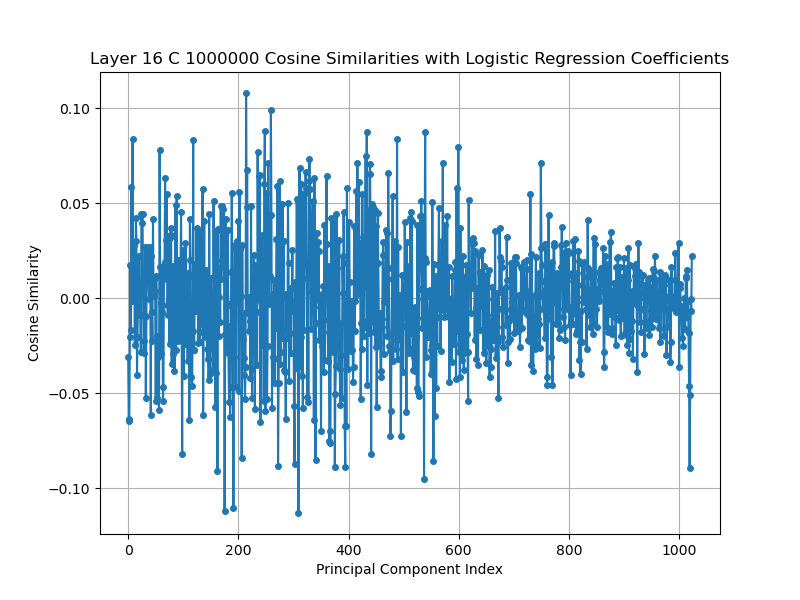 Layer 16 C 1000000 Cosine Similarities with Logistic Regression Coefficients
0.10
0.05
0.00
−0.05
−0.10
Cosine Similarity
0 200 400 600 800 1000
Principal Component Index